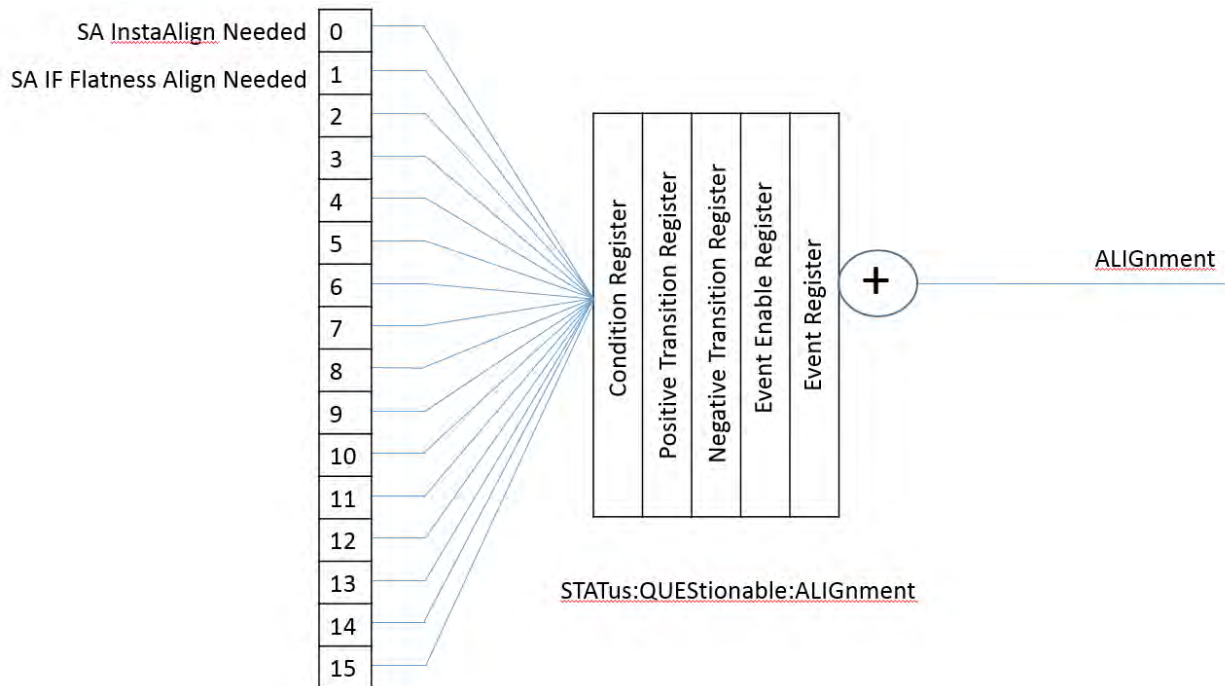 SA InstaAlign Needed
0
SA IF Flatness Align Needed
1
2
3
4
5
6
7
8
9
10
11
12
13
14
15
Condition Register
Positive Transition Register
Negative Transition Register
Event Enable Register
Event Register
+
ALIGnment
STATus:QUEStionable:ALIGnment